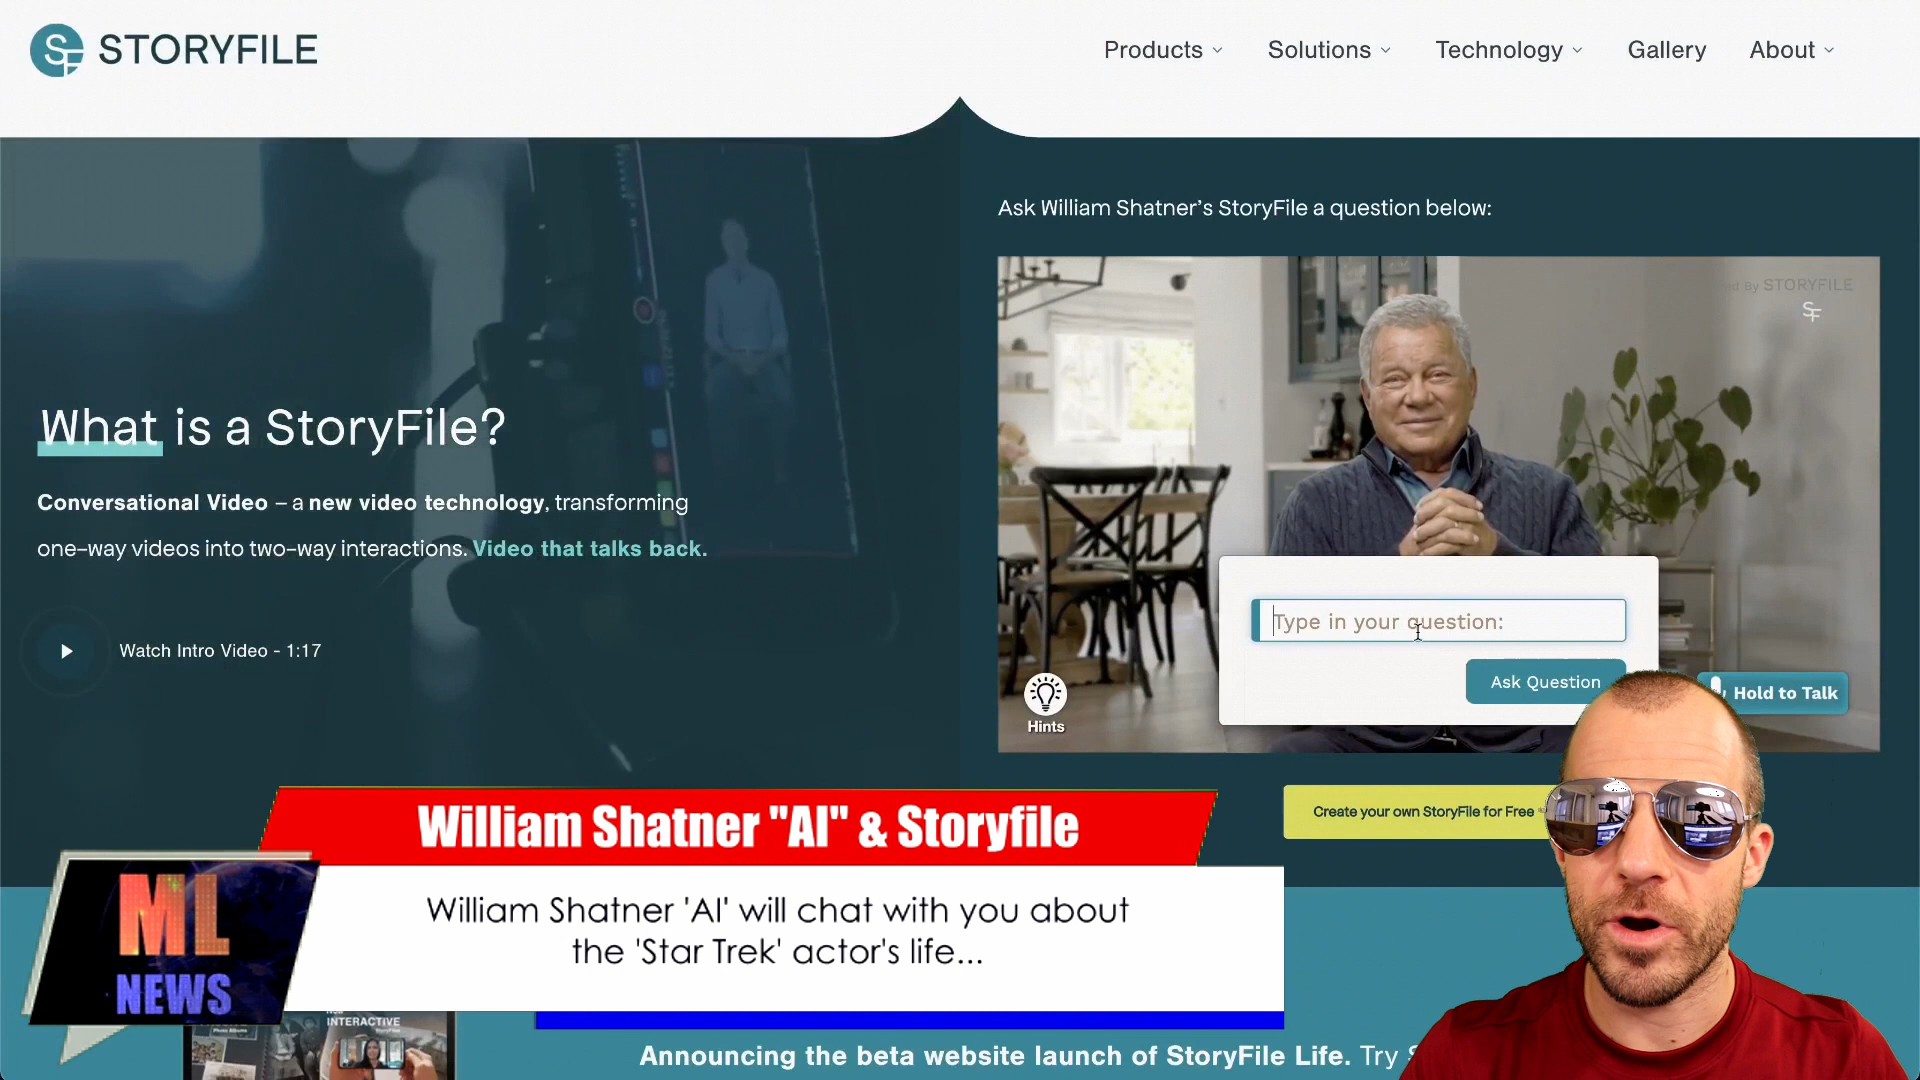 STORYFILE
Products
Solutions
Technology
Gallery
About
Ask William Shatner's StoryFile a question below:
By STORYFILE
What is a StoryFile?
Conversational Video – a new video technology, transforming
one-way videos into two-way interactions. Video that talks back.
Watch Intro Video - 1:17
Type in your question:
Ask Question
Hold to Talk
Hints
Create your own StoryFile for Free
William Shatner "AI" & Storyfile
William Shatner 'AI' will chat with you about
the 'Star Trek' actor's life...
ML
NEWS
INTERACTIVE
Announcing the beta website launch of StoryFile Life. Try